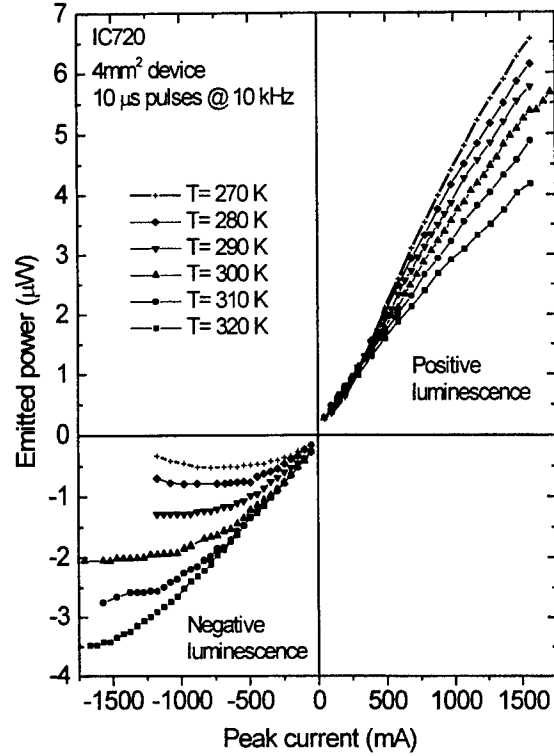 IC720
4mm² device
10 µs pulses @ 10 kHz
T= 270 K
T= 280 K
T= 290 K
T= 300 K
T= 310 K
T= 320 K
Positive
luminescence
Negative
luminescence
Emitted power (µW)
7
6
5
4
3
2
1
0
-1
-2
-3
-4
-1500 -1000 -500 0 500 1000 1500
Peak current (mA)